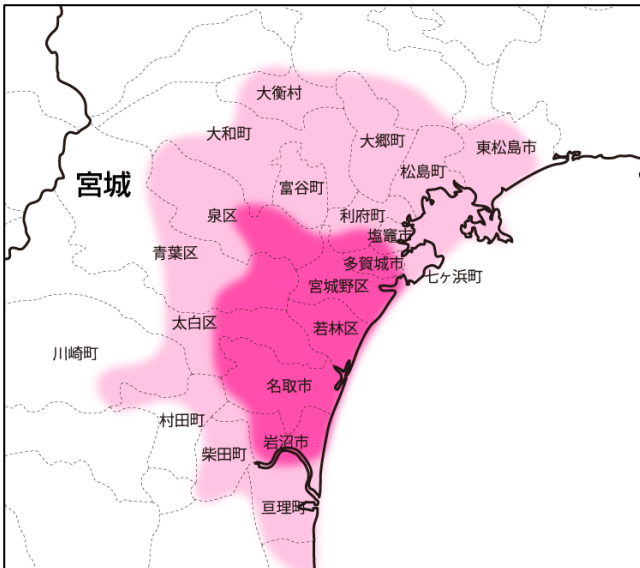 大衡村
大和町
大郷町
東松島市
松島町
宮城
富谷町
泉区
利府町
塩竈市
青葉区
多賀城市
七ヶ浜町
宮城野区
太白区
若林区
川崎町
名取市
村田町
岩沼市
柴田町
亘理町